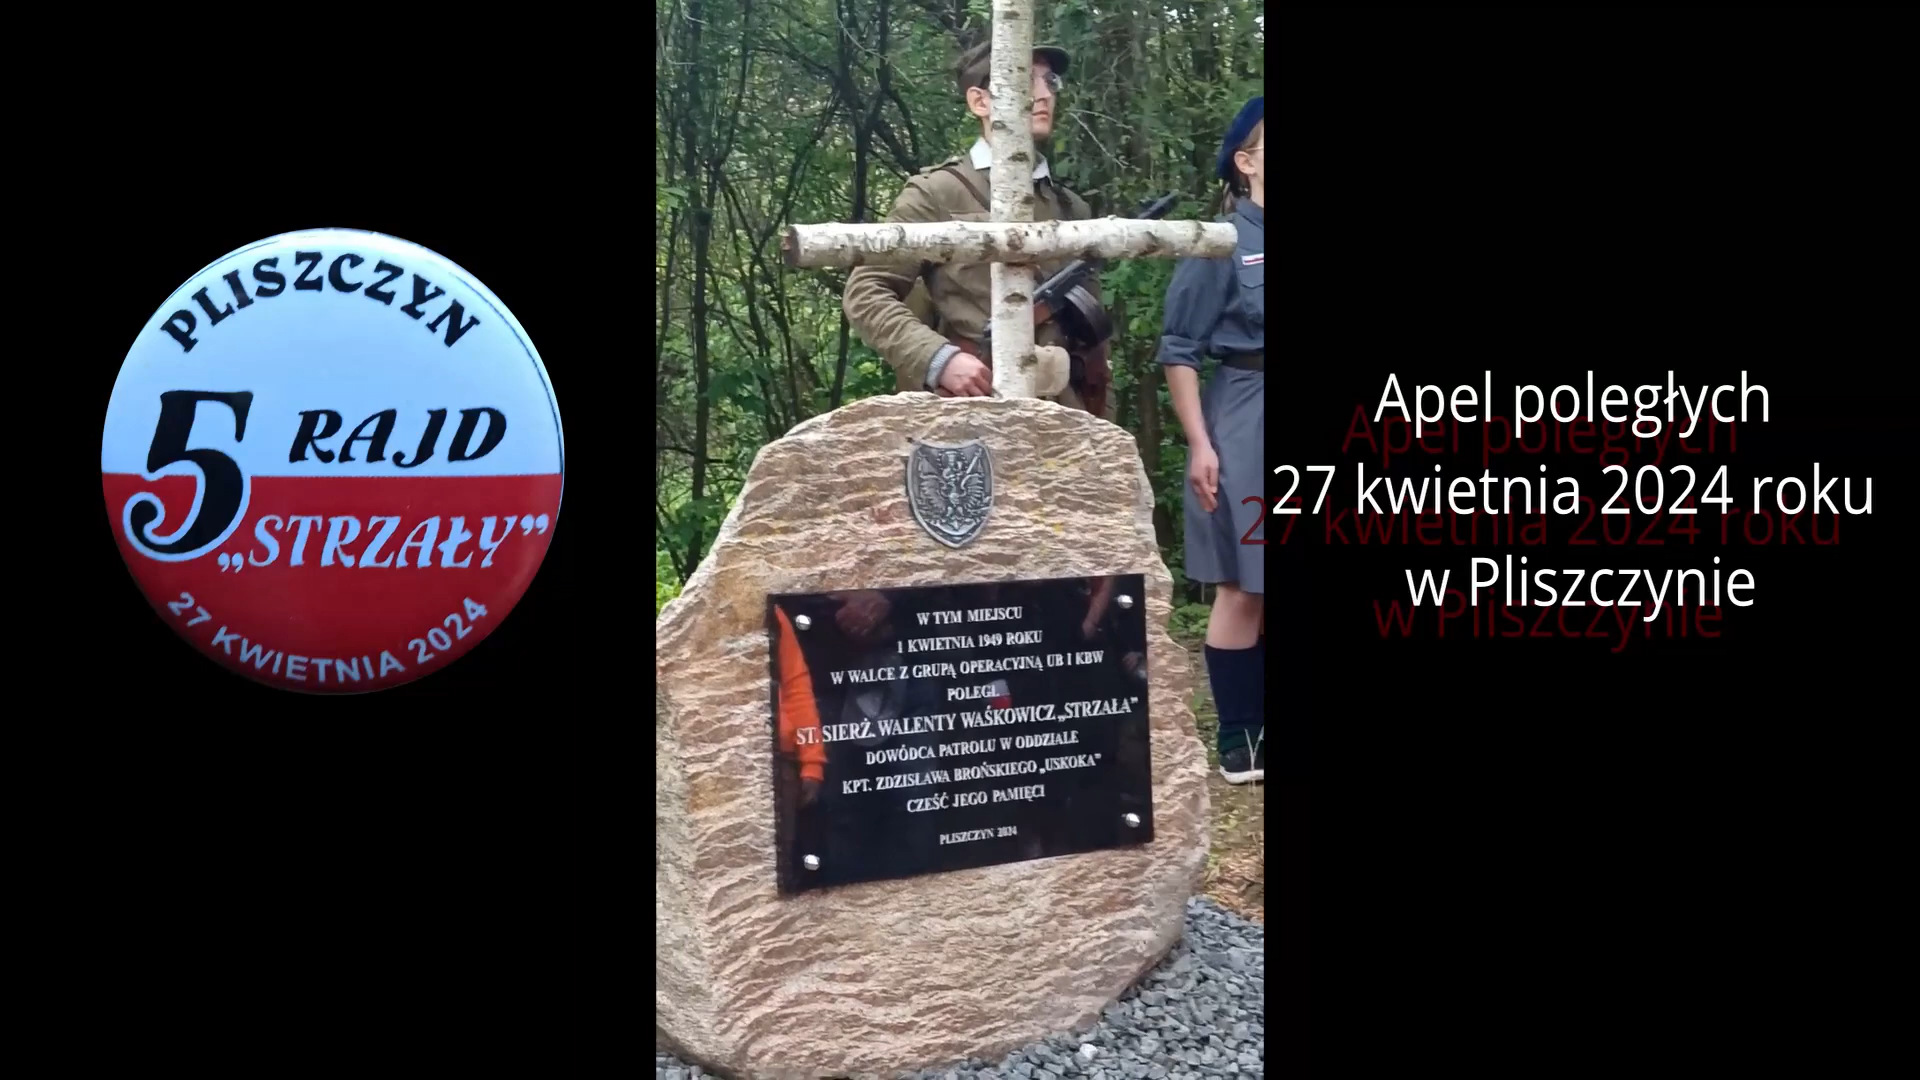 PLISZCZYN
5 RAJD
„STRZAŁY”
27 KWIETNIA 2024
W TYM MIEJSCU
1 KWIETNIA 1949 ROKU
W WALCE Z GRUPĄ OPERACYJNĄ UB I KBW
POLEGŁ
ST. SIERŻ. WALENTY WAŚKOWICZ „STRZAŁA”
DOWÓDCA PATROLU W ODDZIALE
KPT. ZDZISŁAWA BROŃSKIEGO „USKOKA”
CZEŚĆ JEGO PAMIĘCI
PLISZCZYN 2024
Apel poległych
27 kwietnia 2024 roku
w Pliszczynie